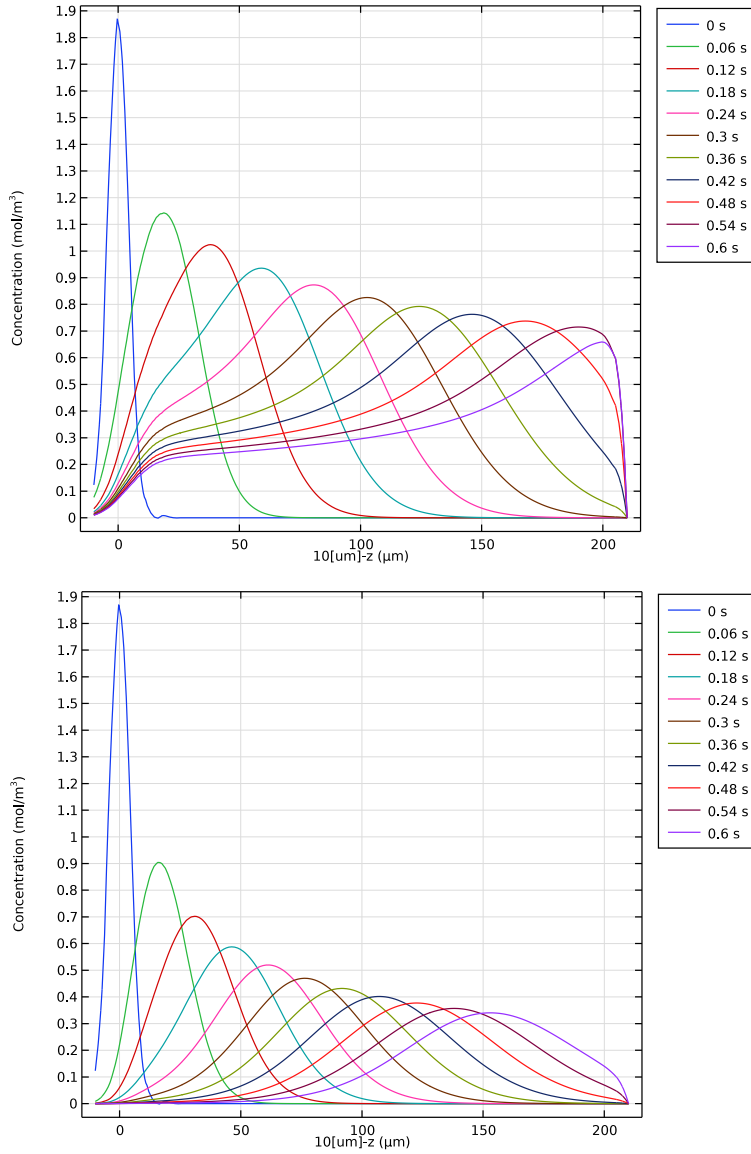 1.9
1.8
1.7
1.6
1.5
1.4
1.3
1.2
1.1
1
0.9
0.8
0.7
0.6
0.5
0.4
0.3
0.2
0.1
0
Concentration (mol/m³)
0 50 100 150 200
10[um]-z (µm)
0 s
0.06 s
0.12 s
0.18 s
0.24 s
0.3 s
0.36 s
0.42 s
0.48 s
0.54 s
0.6 s
1.9
1.8
1.7
1.6
1.5
1.4
1.3
1.2
1.1
1
0.9
0.8
0.7
0.6
0.5
0.4
0.3
0.2
0.1
0
Concentration (mol/m³)
0 50 100 150 200
10[um]-z (µm)
0 s
0.06 s
0.12 s
0.18 s
0.24 s
0.3 s
0.36 s
0.42 s
0.48 s
0.54 s
0.6 s